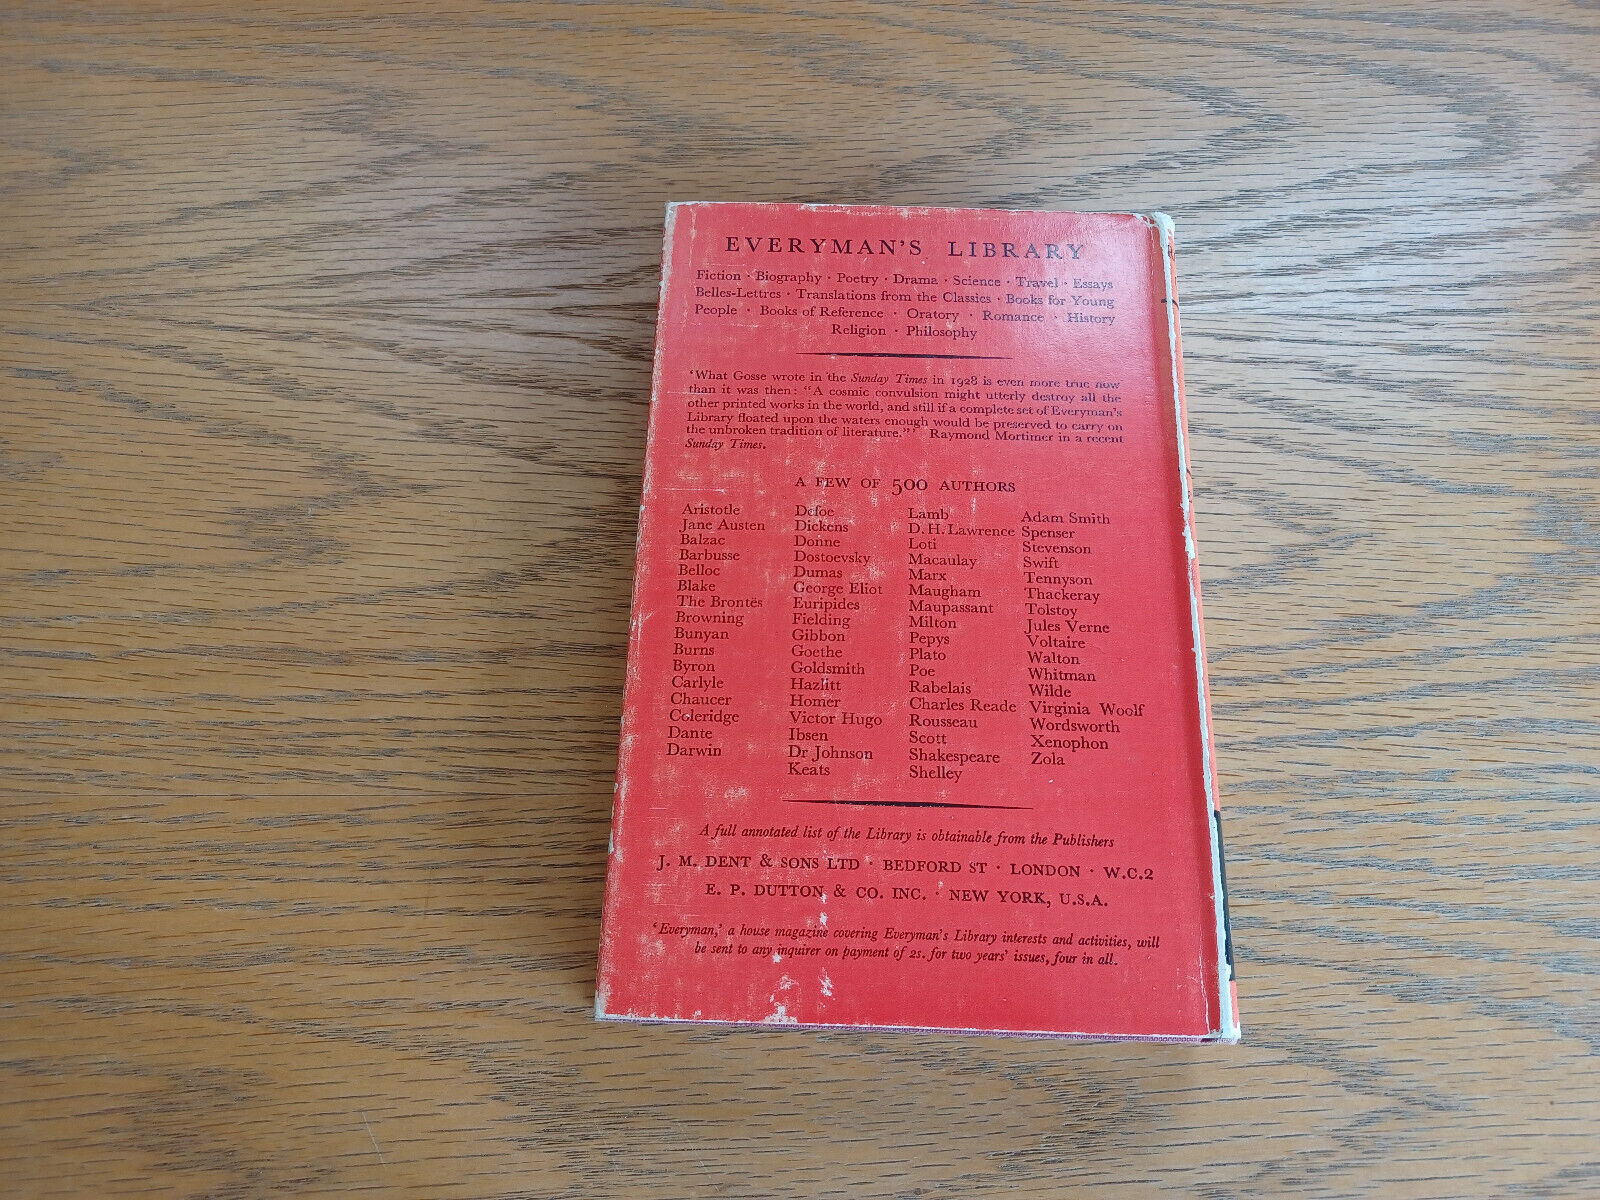 EVERYMAN'S LIBRARY
Fiction · Biography · Poetry · Drama · Science · Travel · Essays
Belles-Lettres · Translations from the Classics · Books for Young
People · Books of Reference · Oratory · Romance · History
Religion · Philosophy
'What Gosse wrote in the Sunday Times in 1928 is even more true now
than it was then: "A cosmic convulsion might utterly destroy all the
other printed works in the world, and still if a complete set of Everyman's
Library floated upon the waters enough would be preserved to carry on
the unbroken tradition of literature."' Raymond Mortimer in a recent
Sunday Times.
A FEW OF 500 AUTHORS
Aristotle
Jane Austen
Balzac
Barbusse
Belloc
Blake
The Brontës
Browning
Bunyan
Burns
Byron
Carlyle
Chaucer
Coleridge
Dante
Darwin
Defoe
Dickens
Donne
Dostoevsky
Dumas
George Eliot
Euripides
Fielding
Gibbon
Goethe
Goldsmith
Hazlitt
Homer
Victor Hugo
Ibsen
Dr Johnson
Keats
Lamb
D. H. Lawrence
Loti
Macaulay
Marx
Maugham
Maupassant
Milton
Pepys
Plato
Poe
Rabelais
Charles Reade
Rousseau
Scott
Shakespeare
Shelley
Adam Smith
Spenser
Stevenson
Swift
Tennyson
Thackeray
Tolstoy
Jules Verne
Voltaire
Walton
Whitman
Wilde
Virginia Woolf
Wordsworth
Xenophon
Zola
A full annotated list of the Library is obtainable from the Publishers
J. M. DENT & SONS LTD · BEDFORD ST · LONDON · W.C.2
E. P. DUTTON & CO. INC. · NEW YORK, U.S.A.
'Everyman,' a house magazine covering Everyman's Library interests and activities, will
be sent to any inquirer on payment of 2s. for two years' issues, four in all.